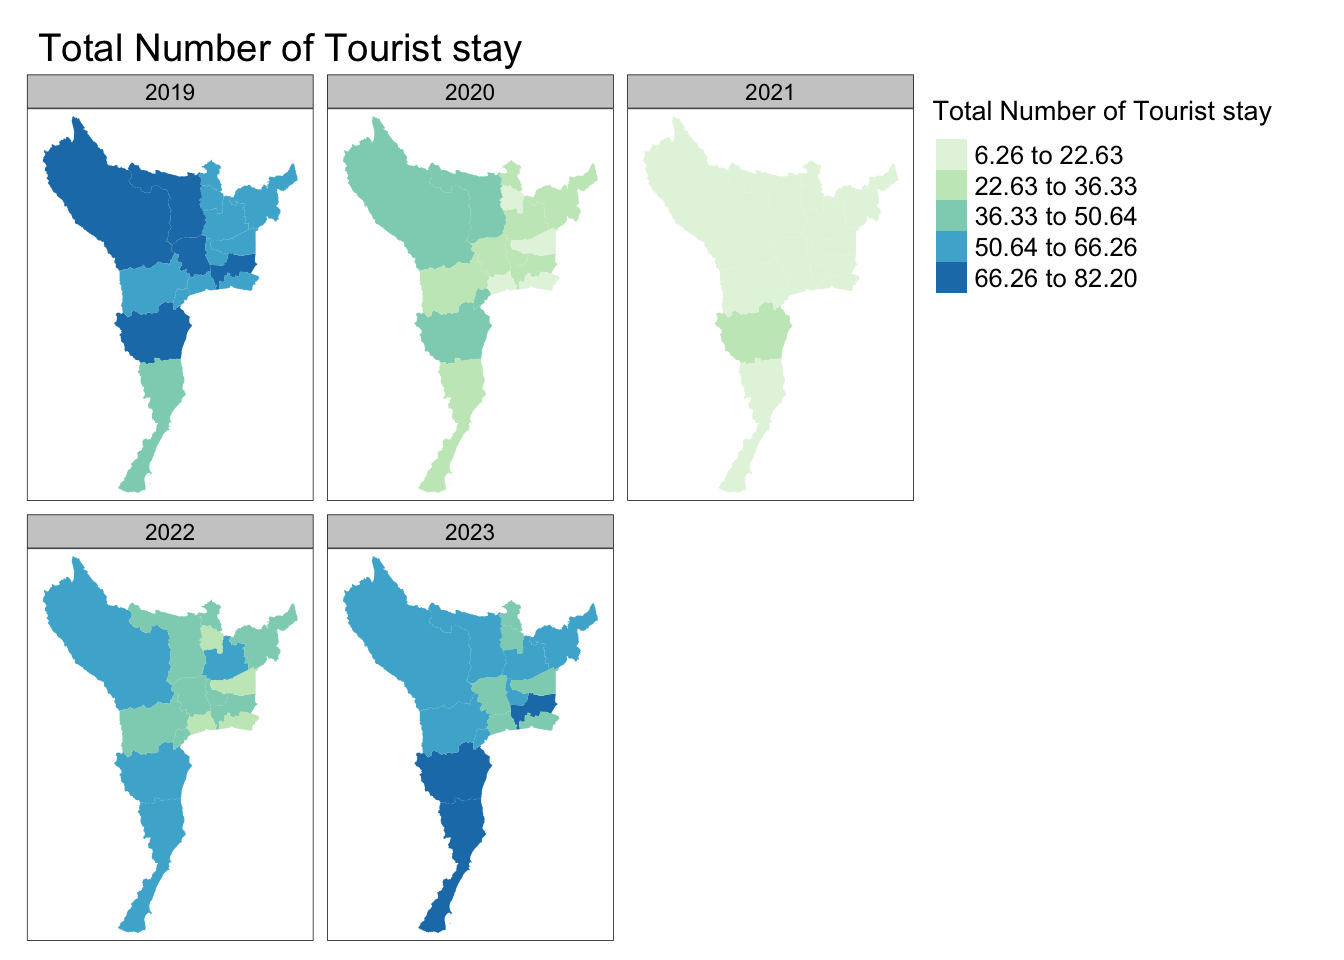 Total Number of Tourist stay
2019
2020
2021
Total Number of Tourist stay
6.26 to 22.63
22.63 to 36.33
36.33 to 50.64
50.64 to 66.26
66.26 to 82.20
2022
2023